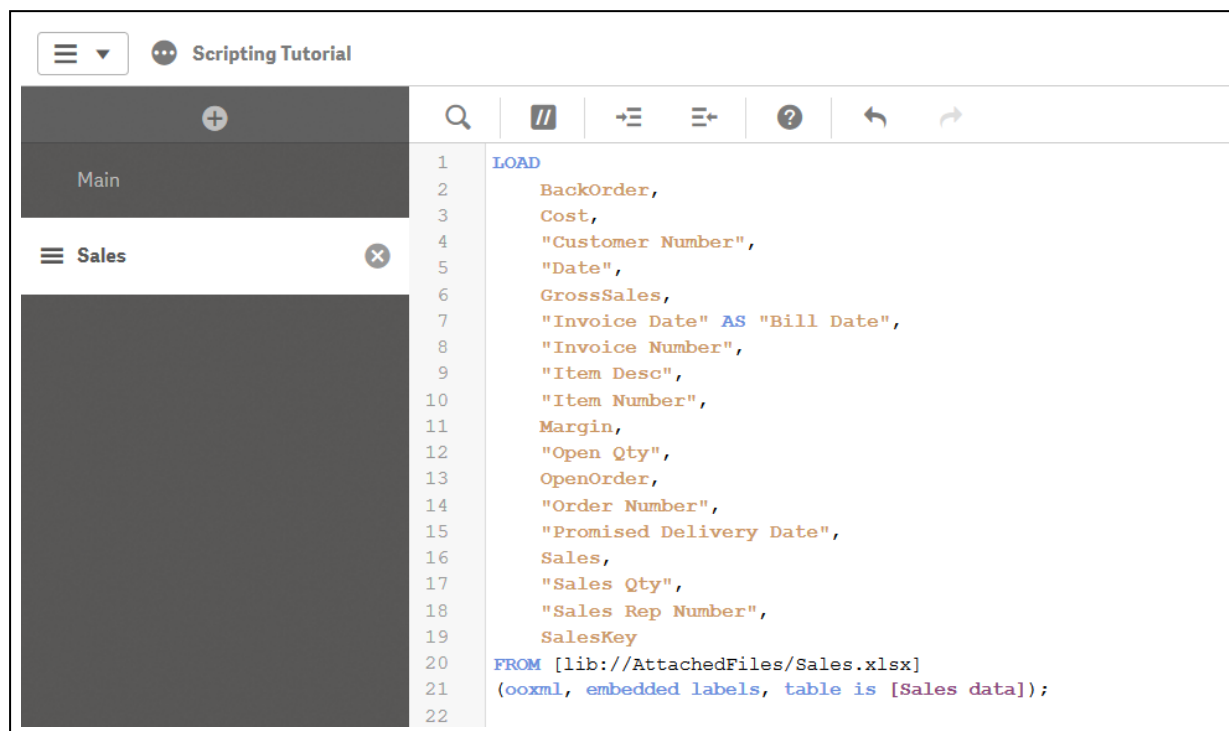 Scripting Tutorial
Main
Sales
1 LOAD
2 BackOrder,
3 Cost,
4 "Customer Number",
5 "Date",
6 GrossSales,
7 "Invoice Date" AS "Bill Date",
8 "Invoice Number",
9 "Item Desc",
10 "Item Number",
11 Margin,
12 "Open Qty",
13 OpenOrder,
14 "Order Number",
15 "Promised Delivery Date",
16 Sales,
17 "Sales Qty",
18 "Sales Rep Number",
19 SalesKey
20 FROM [lib://AttachedFiles/Sales.xlsx]
21 (ooxml, embedded labels, table is [Sales data]);
22